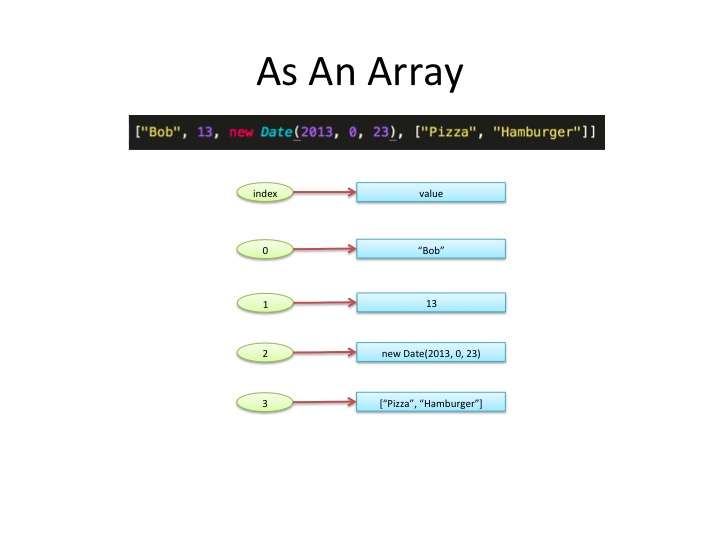 As An Array
["Bob", 13, new Date(2013, 0, 23), ["Pizza", "Hamburger"]]
index value
0 “Bob”
1 13
2 new Date(2013, 0, 23)
3 [“Pizza”, “Hamburger”]